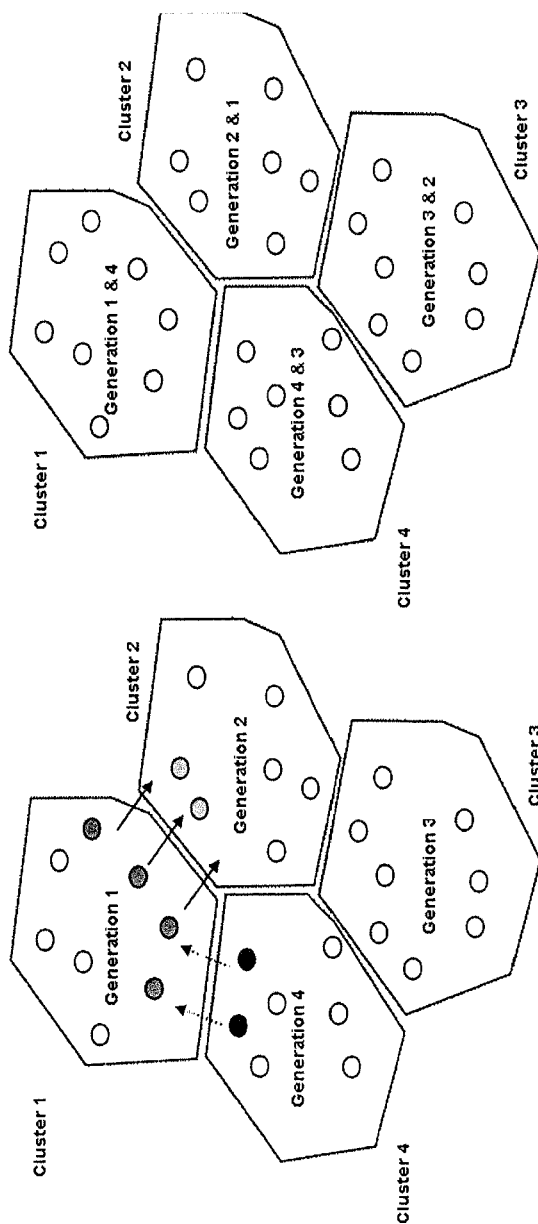 Cluster 1
Generation 1
Cluster 2
Generation 2
Generation 4
Cluster 4
Generation 3
Cluster 3
Cluster 1
Generation 1 & 4
Cluster 2
Generation 2 & 1
Generation 4 & 3
Cluster 4
Generation 3 & 2
Cluster 3